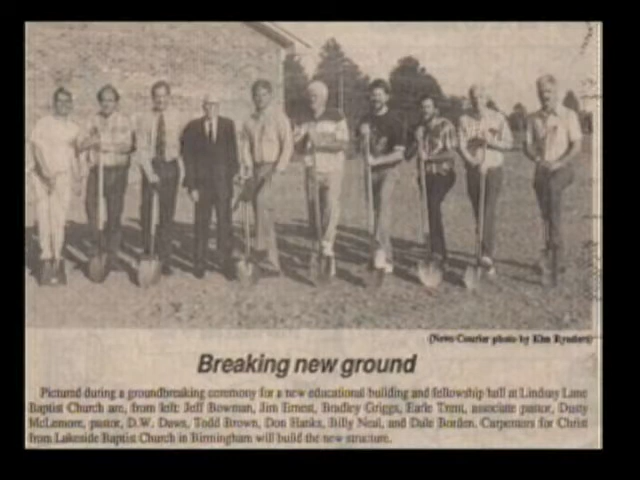 (News Courier photo by Kim Rynders)
Breaking new ground
Pictured during a groundbreaking ceremony for a new educational building and fellowship hall at Lindsay Lane
Baptist Church are, from left: Jeff Bowman, Jim Ernest, Bradley Griggs, Earle Trent, associate pastor, Dusty
McLemore, pastor, D.W. Daws, Todd Brown, Don Hanks, Billy Neal, and Dale Borden. Carpenters for Christ
from Lakeside Baptist Church in Birmingham will build the new structure.